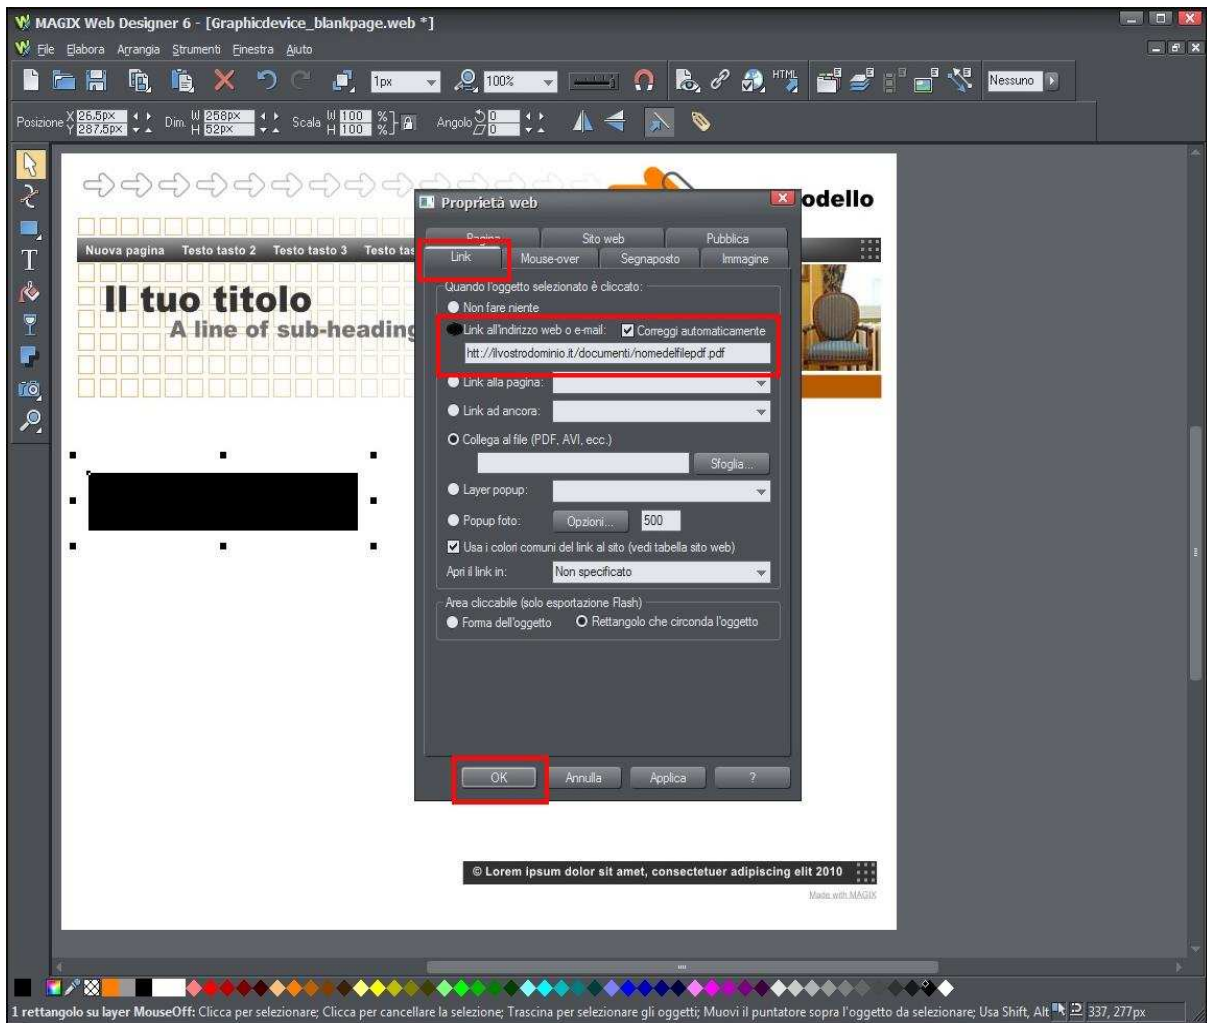 MAGIX Web Designer 6 - [Graphicdevice_blankpage.web *]
File Elabora Arrangia Strumenti Finestra Aiuto
1px 100% HTML Nessuno
Posizione X 26,5px Y 287,5px Dim. W 258px H 52px Scala W 100 % H 100 % Angolo 0 0
odello
Nuova pagina Testo tasto 2 Testo tasto 3 Testo tas
Il tuo titolo
A line of sub-heading
Proprietà web
Pagina Sito web Pubblica
Link Mouse-over Segnaposto Immagine
Quando l'oggetto selezionato è cliccato:
Non fare niente
Link all'indirizzo web o e-mail: Correggi automaticamente
htt://Ilvostrodominio.it/documenti/nomedelfilepdf.pdf
Link alla pagina:
Link ad ancora:
Collega al file (PDF, AVI, ecc.)
Sfoglia...
Layer popup:
Popup foto: Opzioni... 500
Usa i colori comuni del link al sito (vedi tabella sito web)
Apri il link in: Non specificato
Area cliccabile (solo esportazione Flash)
Forma dell'oggetto Rettangolo che circonda l'oggetto
OK Annulla Applica ?
© Lorem ipsum dolor sit amet, consectetuer adipiscing elit 2010
Made with MAGIX
1 rettangolo su layer MouseOff: Clicca per selezionare; Clicca per cancellare la selezione; Trascina per selezionare gli oggetti; Muovi il puntatore sopra l'oggetto da selezionare; Usa Shift, Alt 337, 277px